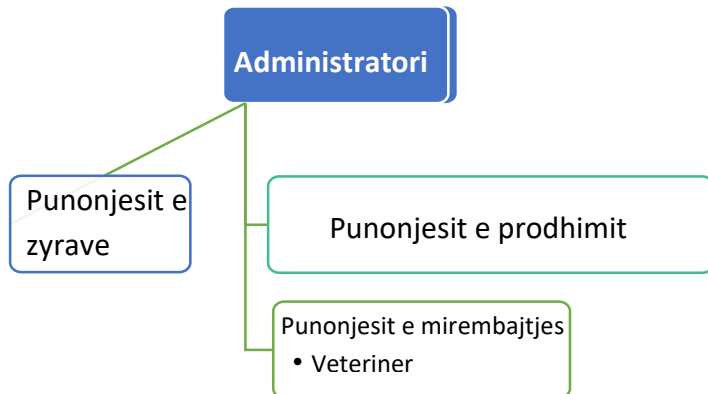 Administratori
Punonjesit e
zyrave
Punonjesit e prodhimit
Punonjesit e mirembajtjes
• Veteriner